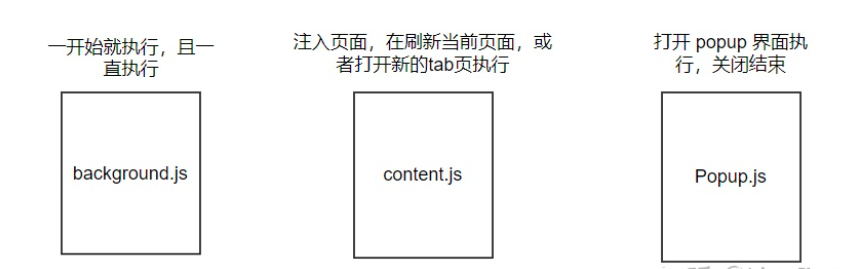 一开始就执行，且一
直执行
注入页面，在刷新当前页面，或
者打开新的tab页执行
打开 popup 界面执
行，关闭结束
background.js
content.js
Popup.js